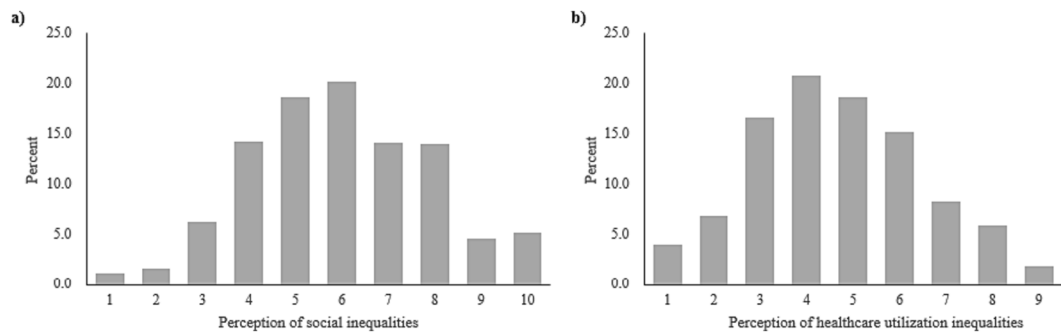 a)
25.0
20.0
15.0
10.0
5.0
0.0
Percent
1 2 3 4 5 6 7 8 9 10
Perception of social inequalities
b)
25.0
20.0
15.0
10.0
5.0
0.0
Percent
1 2 3 4 5 6 7 8 9
Perception of healthcare utilization inequalities